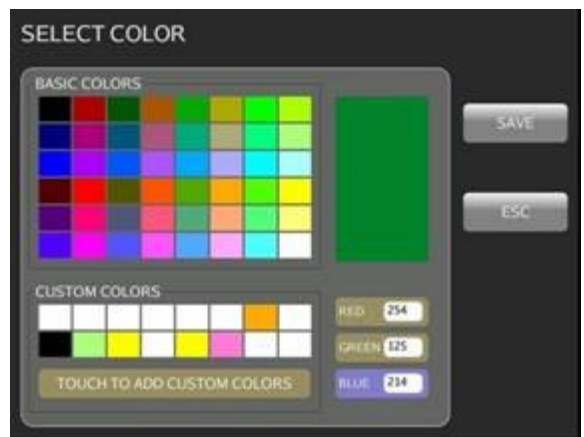 SELECT COLOR
BASIC COLORS
SAVE
ESC
CUSTOM COLORS
RED 254
GREEN 125
BLUE 214
TOUCH TO ADD CUSTOM COLORS